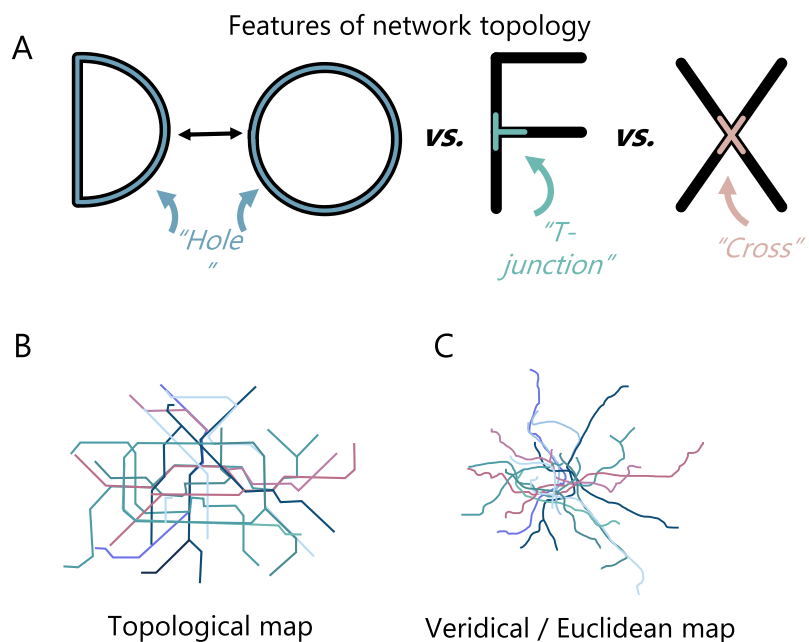 Features of network topology
A
vs.
vs.
"Hole
"
"T-
junction"
"Cross"
B
C
Topological map
Veridical / Euclidean map